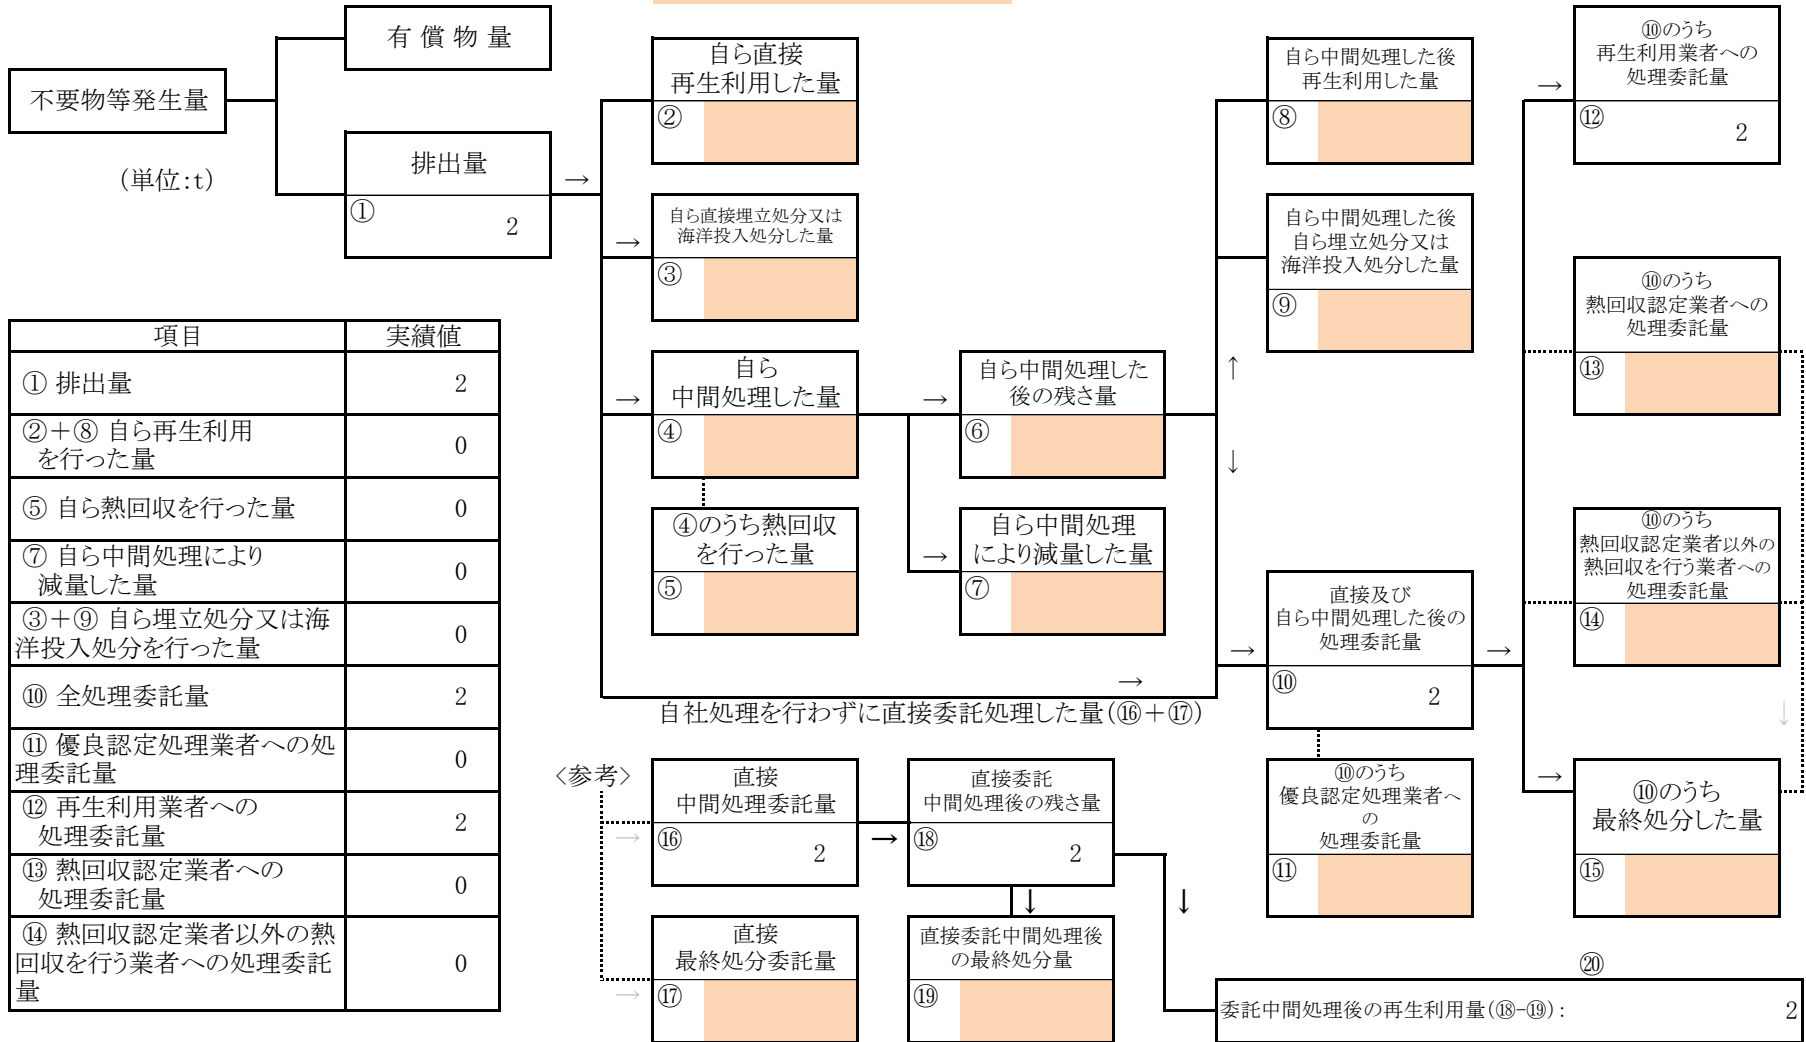 不要物等発生量
(単位:t)
有 償 物 量
排出量
①
2
→
自ら直接
再生利用した量
②
→
自ら直接埋立処分又は
海洋投入処分した量
③
→
自ら
中間処理した量
④
④のうち熱回収
を行った量
⑤
→
自ら中間処理した
後の残さ量
⑥
→
自ら中間処理
により減量した量
⑦
↑
↓
自ら中間処理した後
再生利用した量
⑧
自ら中間処理した後
自ら埋立処分又は
海洋投入処分した量
⑨
→
自社処理を行わずに直接委託処理した量(⑯+⑰)
→
直接及び
自ら中間処理した後の
処理委託量
⑩
2
→
⑩のうち
優良認定処理業者へ
の
処理委託量
⑪
→
⑩のうち
再生利用業者への
処理委託量
⑫
2
⑩のうち
熱回収認定業者への
処理委託量
⑬
⑩のうち
熱回収認定業者以外の
熱回収を行う業者への
処理委託量
⑭
↓
→
⑩のうち
最終処分した量
⑮
項目 実績値
① 排出量 2
②+⑧ 自ら再生利用
を行った量 0
⑤ 自ら熱回収を行った量 0
⑦ 自ら中間処理により
減量した量 0
③+⑨ 自ら埋立処分又は海
洋投入処分を行った量 0
⑩ 全処理委託量 2
⑪ 優良認定処理業者への処
理委託量 0
⑫ 再生利用業者への
処理委託量 2
⑬ 熱回収認定業者への
処理委託量 0
⑭ 熱回収認定業者以外の熱
回収を行う業者への処理委託
量 0
<参考>
→
直接
中間処理委託量
⑯
2
→
直接委託
中間処理後の残さ量
⑱
2
↓
↓
→
直接
最終処分委託量
⑰
直接委託中間処理後
の最終処分量
⑲
⑳
委託中間処理後の再生利用量(⑱-⑲): 2